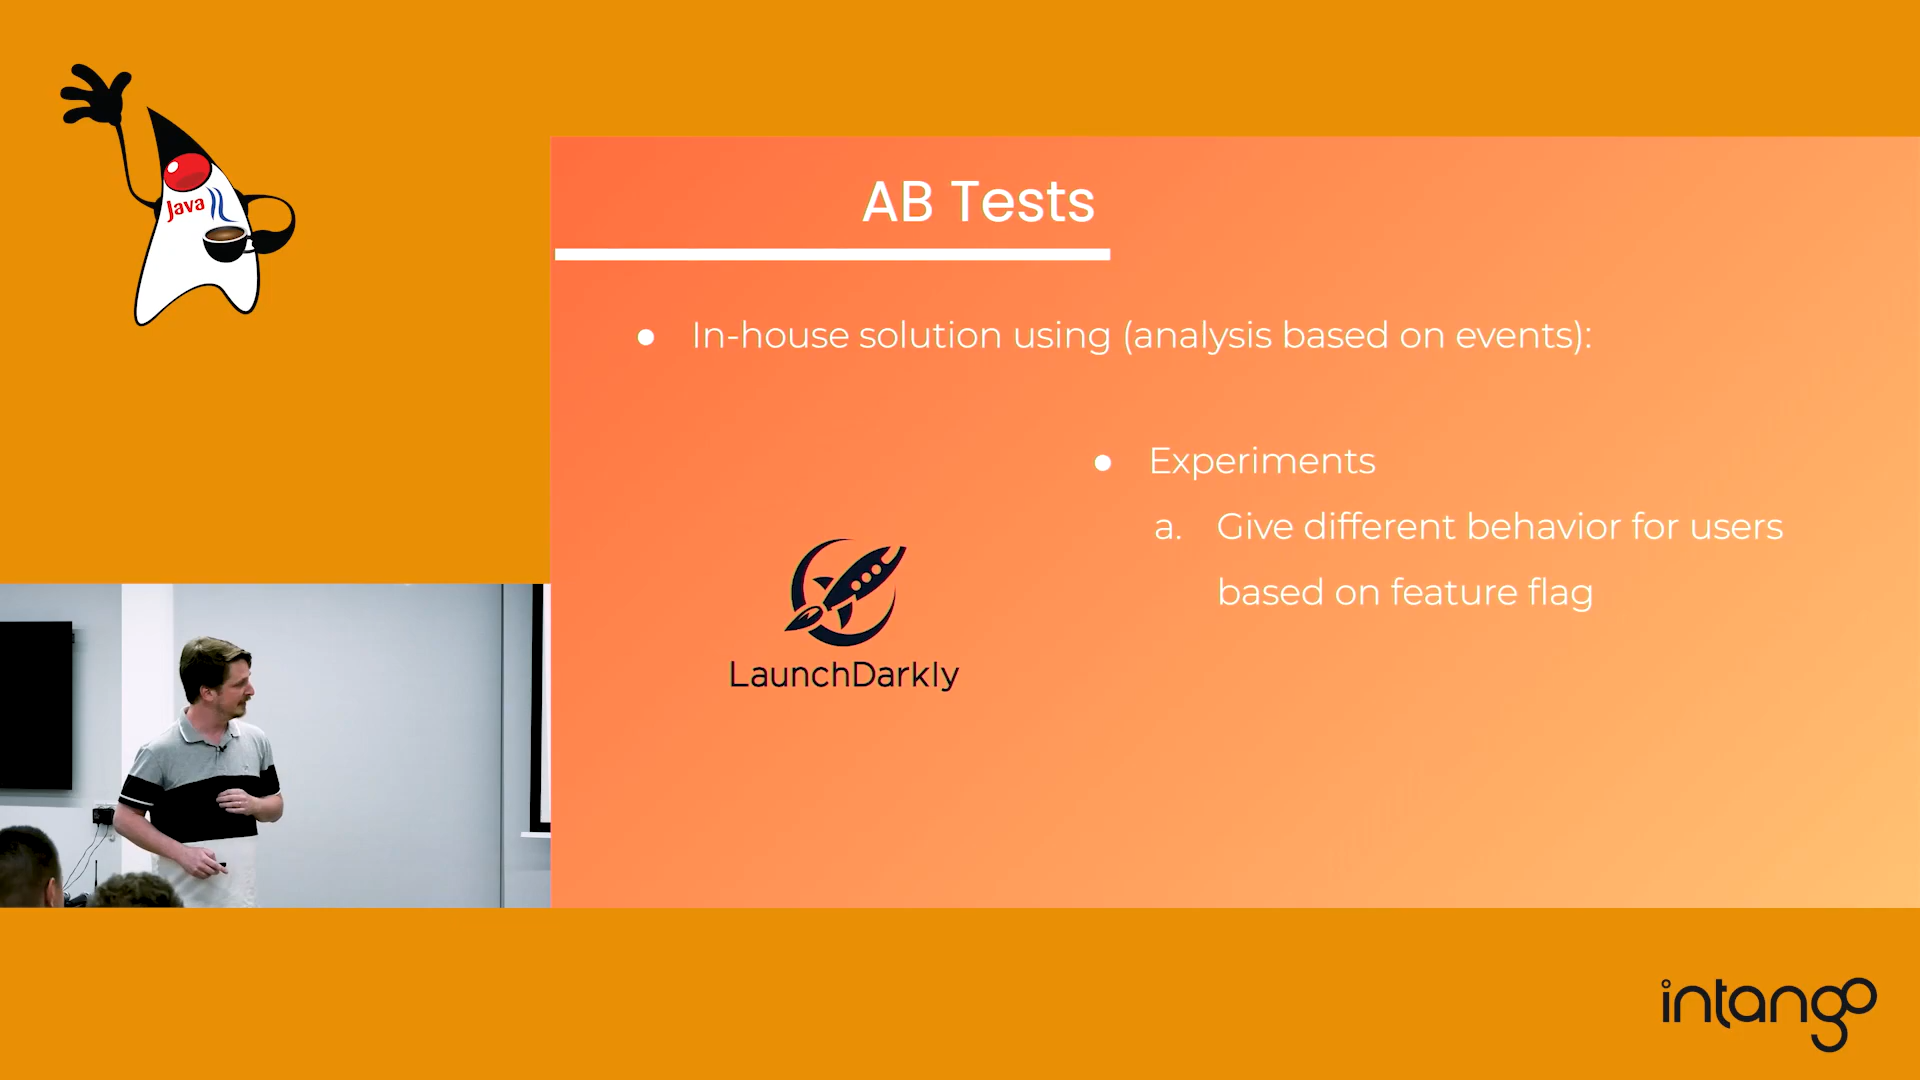 Java
AB Tests
In-house solution using (analysis based on events):
Experiments
a. Give different behavior for users
based on feature flag
LaunchDarkly
intango